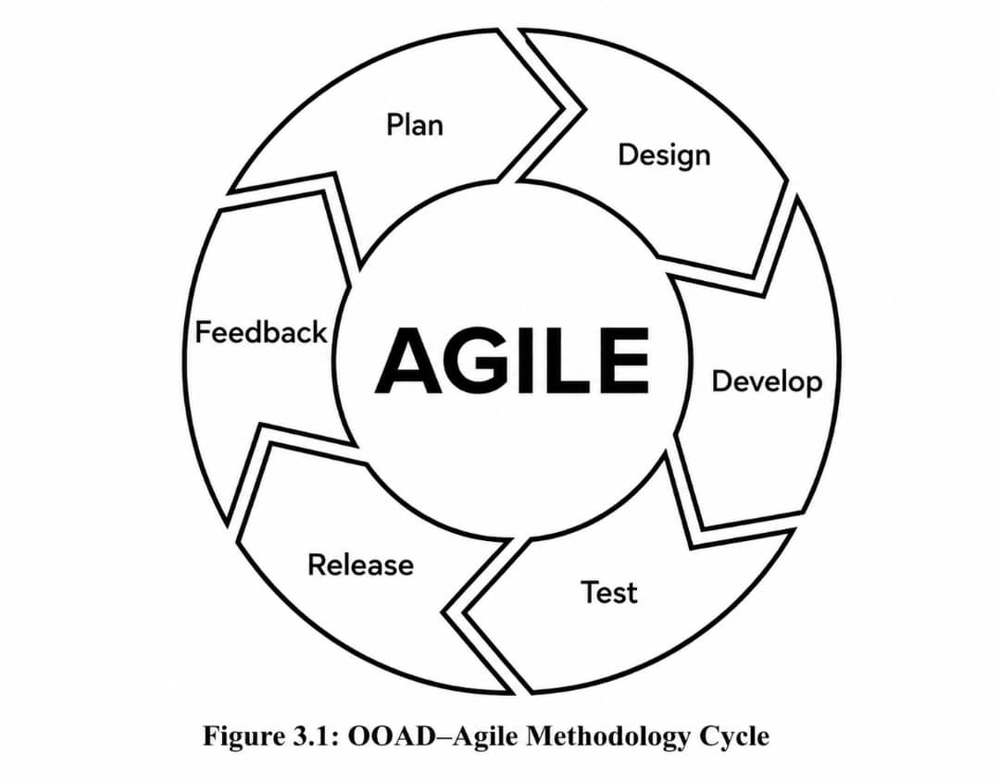 Plan
Design
Feedback
AGILE
Develop
Release
Test
Figure 3.1: OOAD–Agile Methodology Cycle